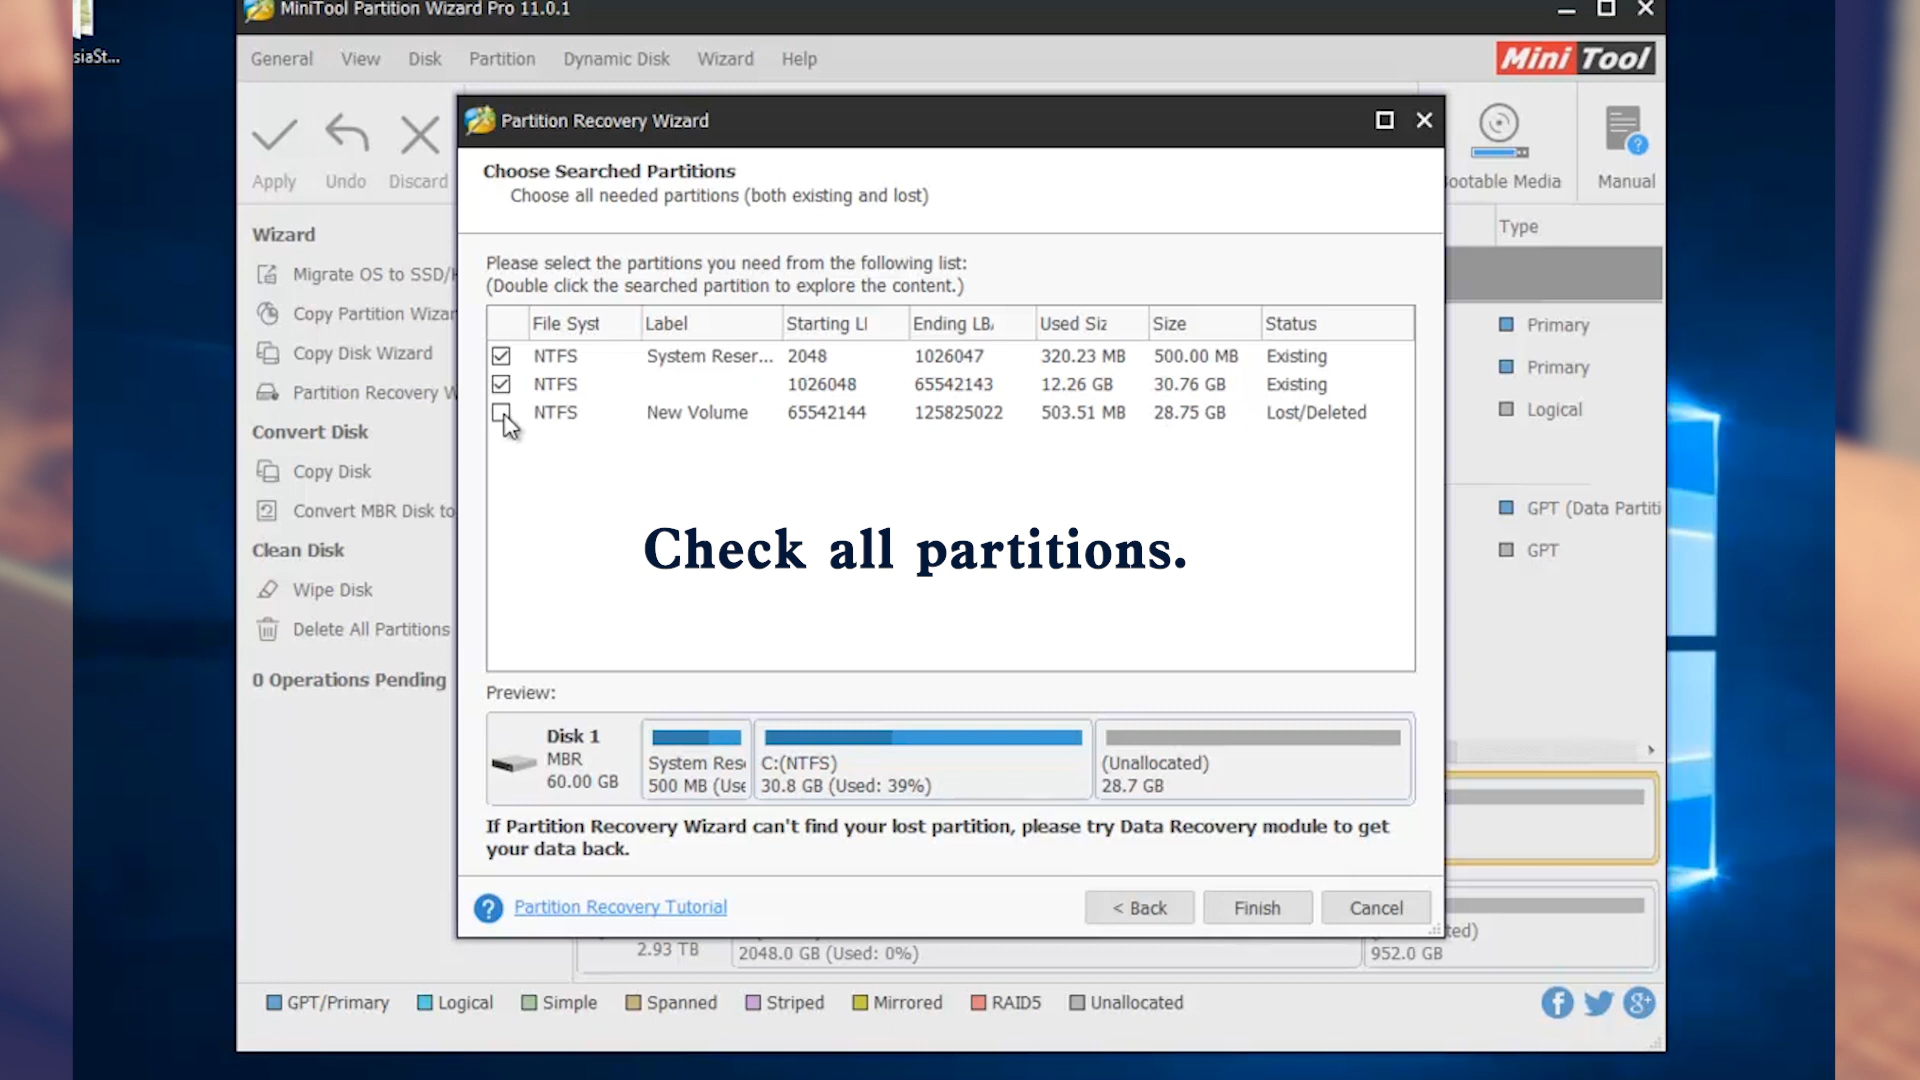 MiniTool Partition Wizard Pro 11.0.1
siaSt...
General View Disk Partition Dynamic Disk Wizard Help
Mini Tool
Apply Undo Discard
ootable Media Manual
Partition Recovery Wizard
Choose Searched Partitions
Choose all needed partitions (both existing and lost)
Wizard
Migrate OS to SSD/H
Copy Partition Wizar
Copy Disk Wizard
Partition Recovery W
Convert Disk
Copy Disk
Convert MBR Disk to
Clean Disk
Wipe Disk
Delete All Partitions
0 Operations Pending
Please select the partitions you need from the following list:
(Double click the searched partition to explore the content.)
File Syst Label Starting LI Ending LB Used Siz Size Status
NTFS System Reser... 2048 1026047 320.23 MB 500.00 MB Existing
NTFS 1026048 65542143 12.26 GB 30.76 GB Existing
NTFS New Volume 65542144 125825022 503.51 MB 28.75 GB Lost/Deleted
Check all partitions.
Preview:
Disk 1
MBR
60.00 GB
System Rese
500 MB (Use
C:(NTFS)
30.8 GB (Used: 39%)
(Unallocated)
28.7 GB
If Partition Recovery Wizard can't find your lost partition, please try Data Recovery module to get
your data back.
? Partition Recovery Tutorial
< Back Finish Cancel
Type
Primary
Primary
Logical
GPT (Data Partiti
GPT
ted)
2.93 TB 2048.0 GB (Used: 0%) 952.0 GB
GPT/Primary Logical Simple Spanned Striped Mirrored RAID5 Unallocated